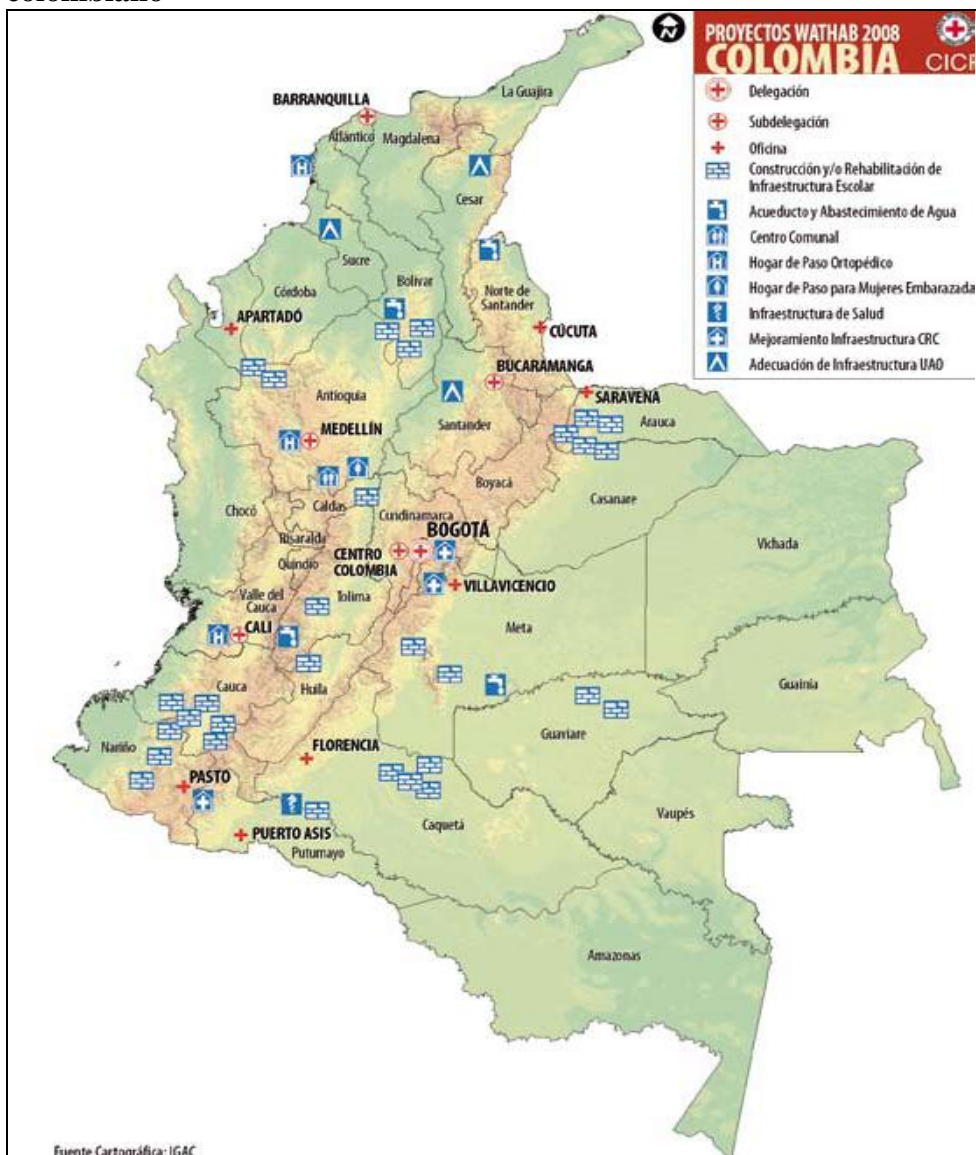 colombiano
PROYECTOS WATHAB 2008
COLOMBIA
CICR
Delegación
Subdelegación
Oficina
Construcción y/o Rehabilitación de
Infraestructura Escolar
Acueducto y Abastecimiento de Agua
Centro Comunal
Hogar de Paso Ortopédico
Hogar de Paso para Mujeres Embarazada
Infraestructura de Salud
Mejoramiento Infraestructura CRC
Adecuación de Infraestructura UAO
La Guajira
BARRANQUILLA
Atlántico
Magdalena
Cesar
Sucre
Bolívar
Norte de
Santander
Córdoba
APARTADÓ
CÚCUTA
BUCARAMANGA
SARAVENA
Antioquia
Arauca
MEDELLÍN
Santander
Boyacá
Casanare
Chocó
Caldas
Cundinamarca
Vichada
Risaralda
BOGOTÁ
Quindío
CENTRO
COLOMBIA
VILLAVICENCIO
Valle del
Cauca
Tolima
CALI
Meta
Cauca
Huila
Guainía
Nariño
Guaviare
FLORENCIA
PASTO
Vaupés
Caquetá
PUERTO ASIS
Putumayo
Amazonas
Fuente Cartográfica: IGAC